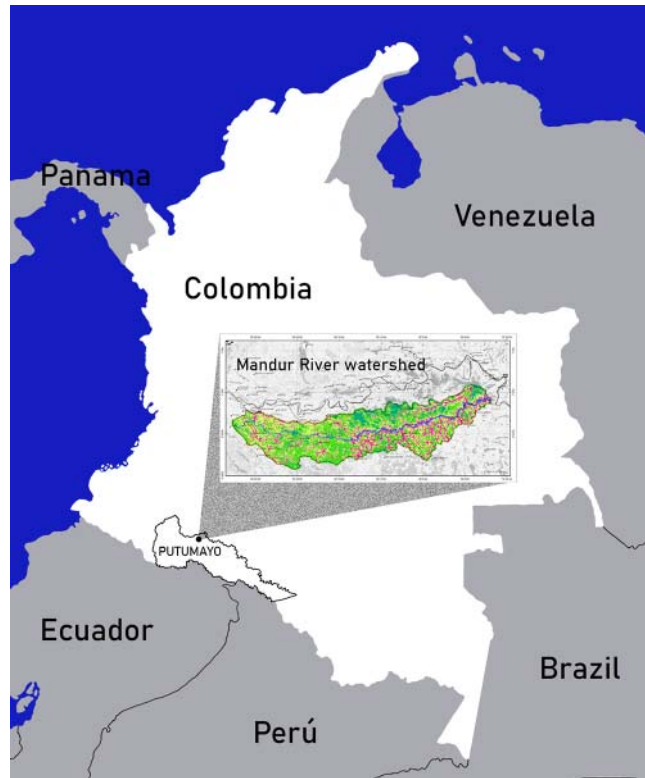 Panama
Venezuela
Colombia
Mandur River watershed
PUTUMAYO
Ecuador
Brazil
Perú